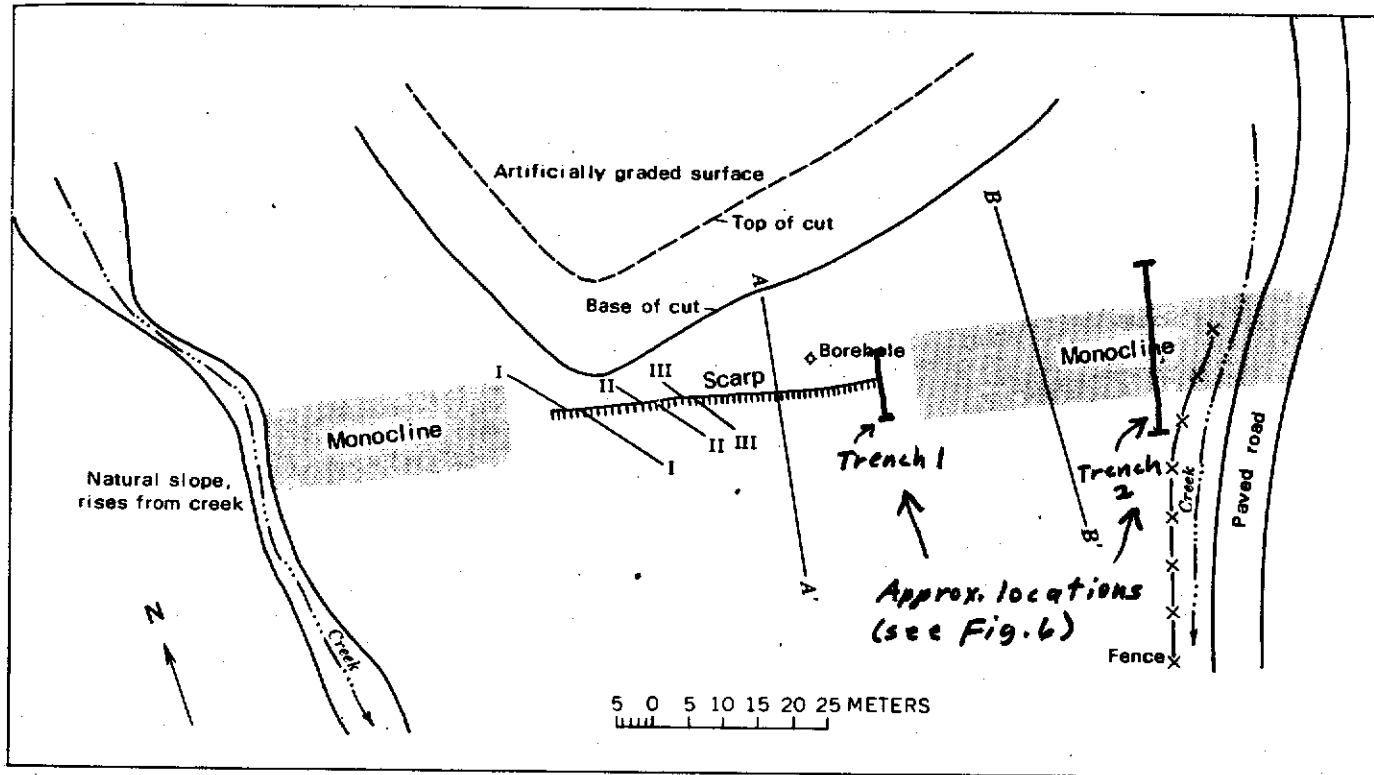 Artificially graded surface
Top of cut
Base of cut
A
B
Borehole
Monocline
I
II
III
Scarp
Monocline
I
II
III
Trench 1
Trench
2
Creek
Paved road
Natural slope,
rises from creek
A'
B'
Approx. locations
(see Fig. 6)
Fence
N
Creek
5 0 5 10 15 20 25 METERS